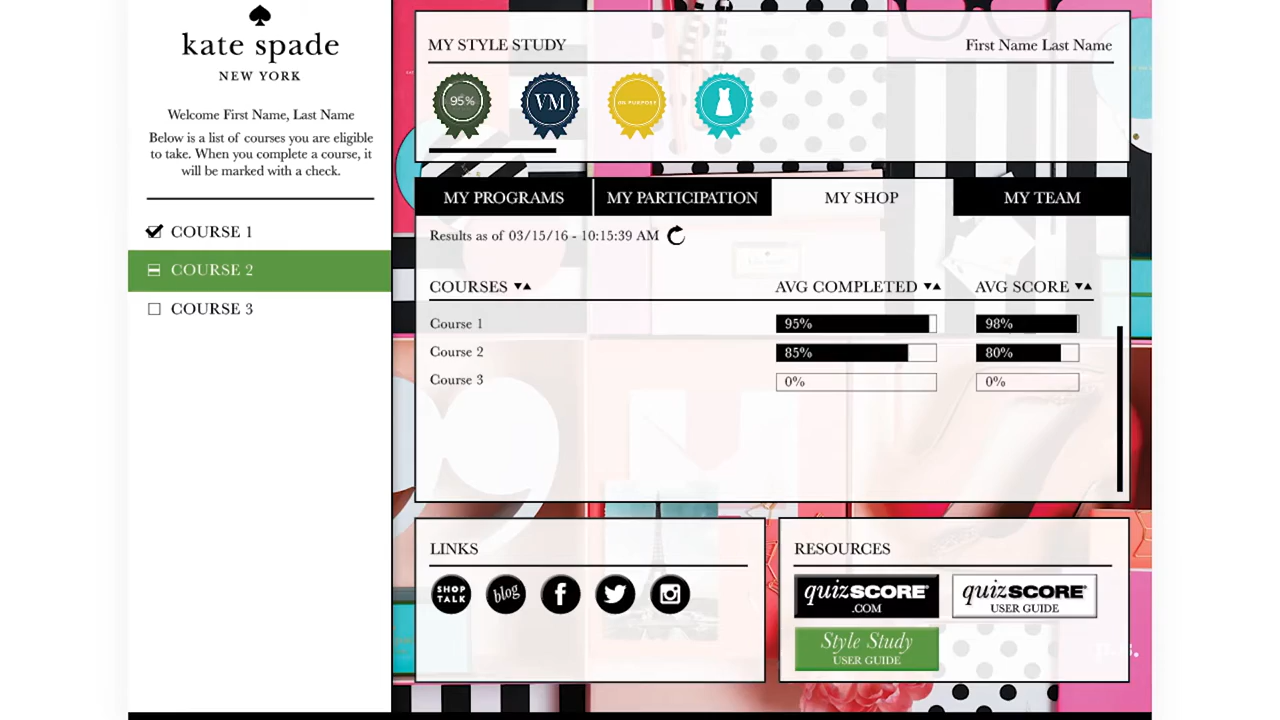 kate spade
NEW YORK
Welcome First Name, Last Name
Below is a list of courses you are eligible
to take. When you complete a course, it
will be marked with a check.
COURSE 1
COURSE 2
COURSE 3
MY STYLE STUDY
First Name Last Name
95%
VM
ON PURPOSE
MY PROGRAMS
MY PARTICIPATION
MY SHOP
MY TEAM
Results as of 03/15/16 - 10:15:39 AM
COURSES
AVG COMPLETED
AVG SCORE
Course 1
95%
98%
Course 2
85%
80%
Course 3
0%
0%
LINKS
SHOP
TALK
blog
RESOURCES
quizSCORE®
.COM
quizSCORE®
USER GUIDE
Style Study
USER GUIDE